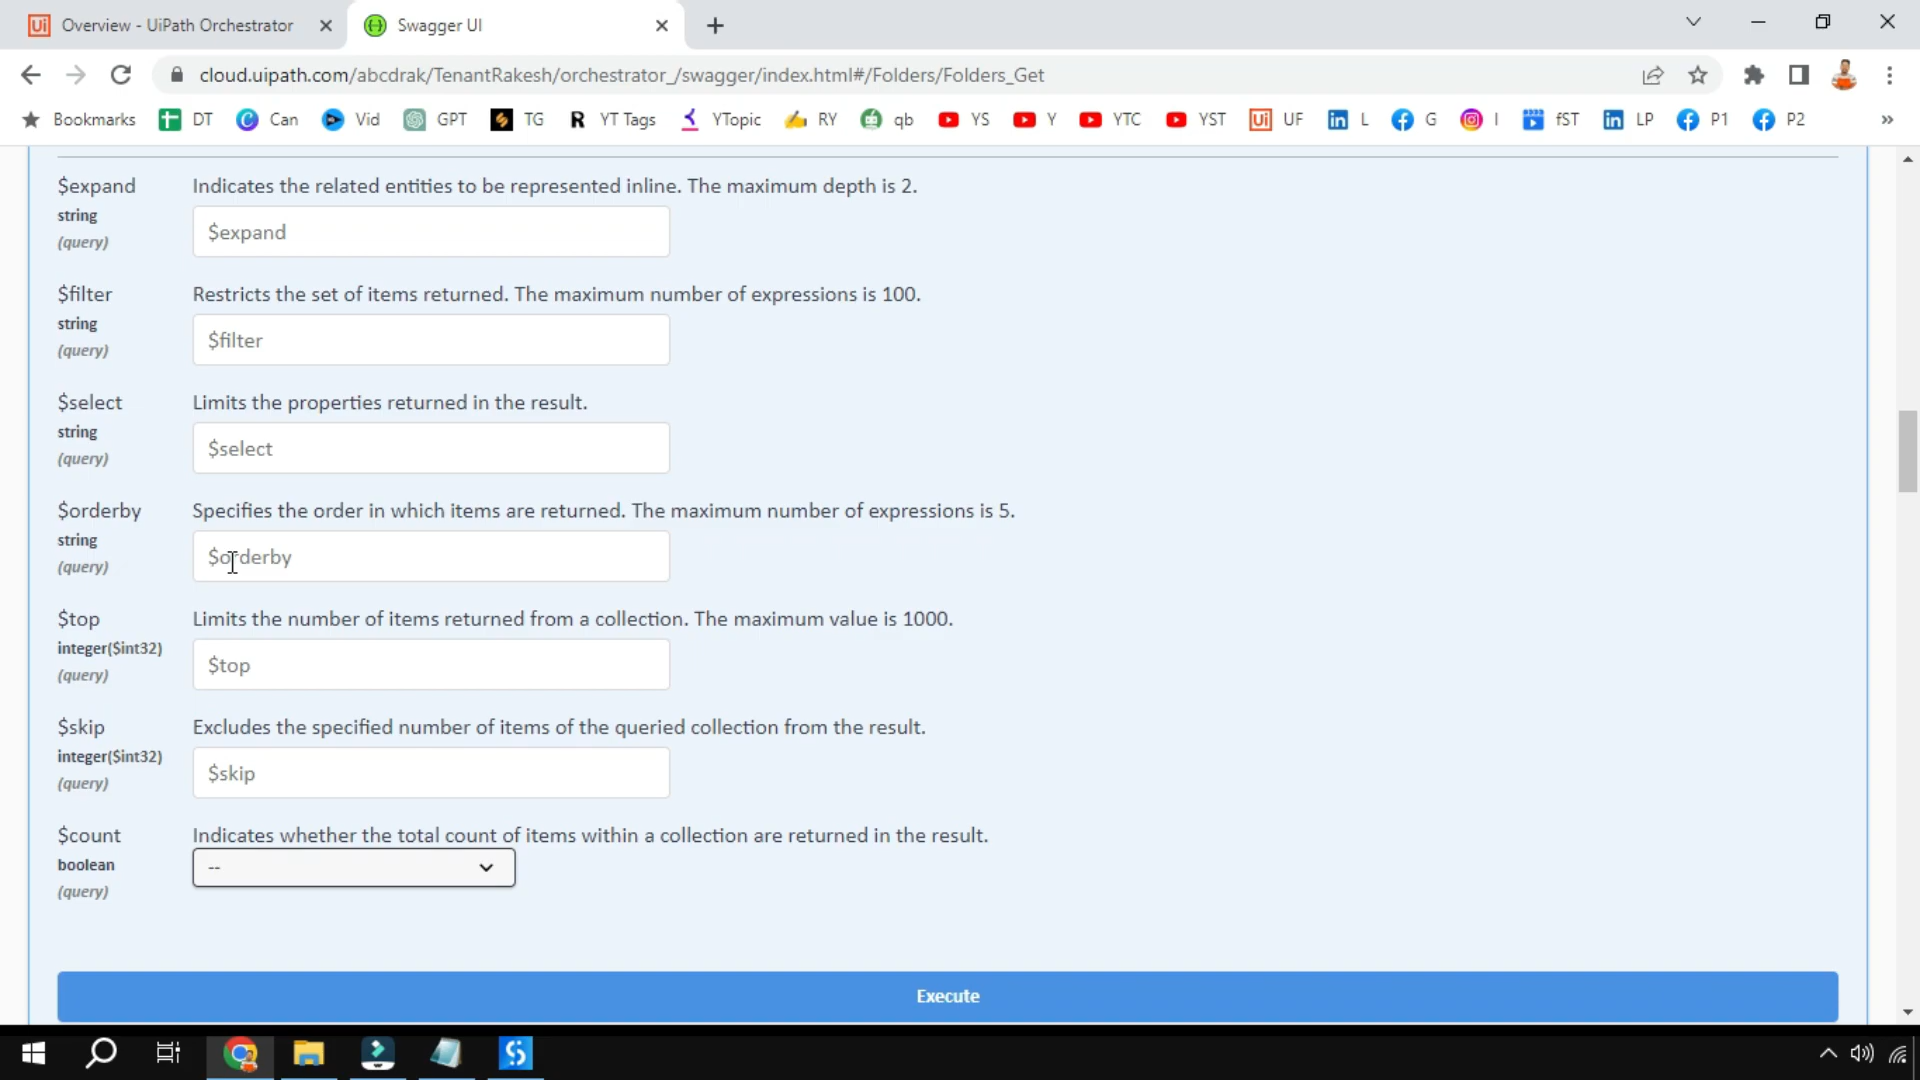 Overview - UiPath Orchestrator
Swagger UI
cloud.uipath.com/abcdrak/TenantRakesh/orchestrator_/swagger/index.html#/Folders/Folders_Get
Bookmarks DT Can Vid GPT TG YT Tags YTopic RY qb YS Y YTC YST UF L G I fST LP P1 P2 »
$expand Indicates the related entities to be represented inline. The maximum depth is 2.
string
(query)
$expand
$filter Restricts the set of items returned. The maximum number of expressions is 100.
string
(query)
$filter
$select Limits the properties returned in the result.
string
(query)
$select
$orderby Specifies the order in which items are returned. The maximum number of expressions is 5.
string
(query)
$orderby
$top Limits the number of items returned from a collection. The maximum value is 1000.
integer($int32)
(query)
$top
$skip Excludes the specified number of items of the queried collection from the result.
integer($int32)
(query)
$skip
$count Indicates whether the total count of items within a collection are returned in the result.
boolean
(query)
--
Execute